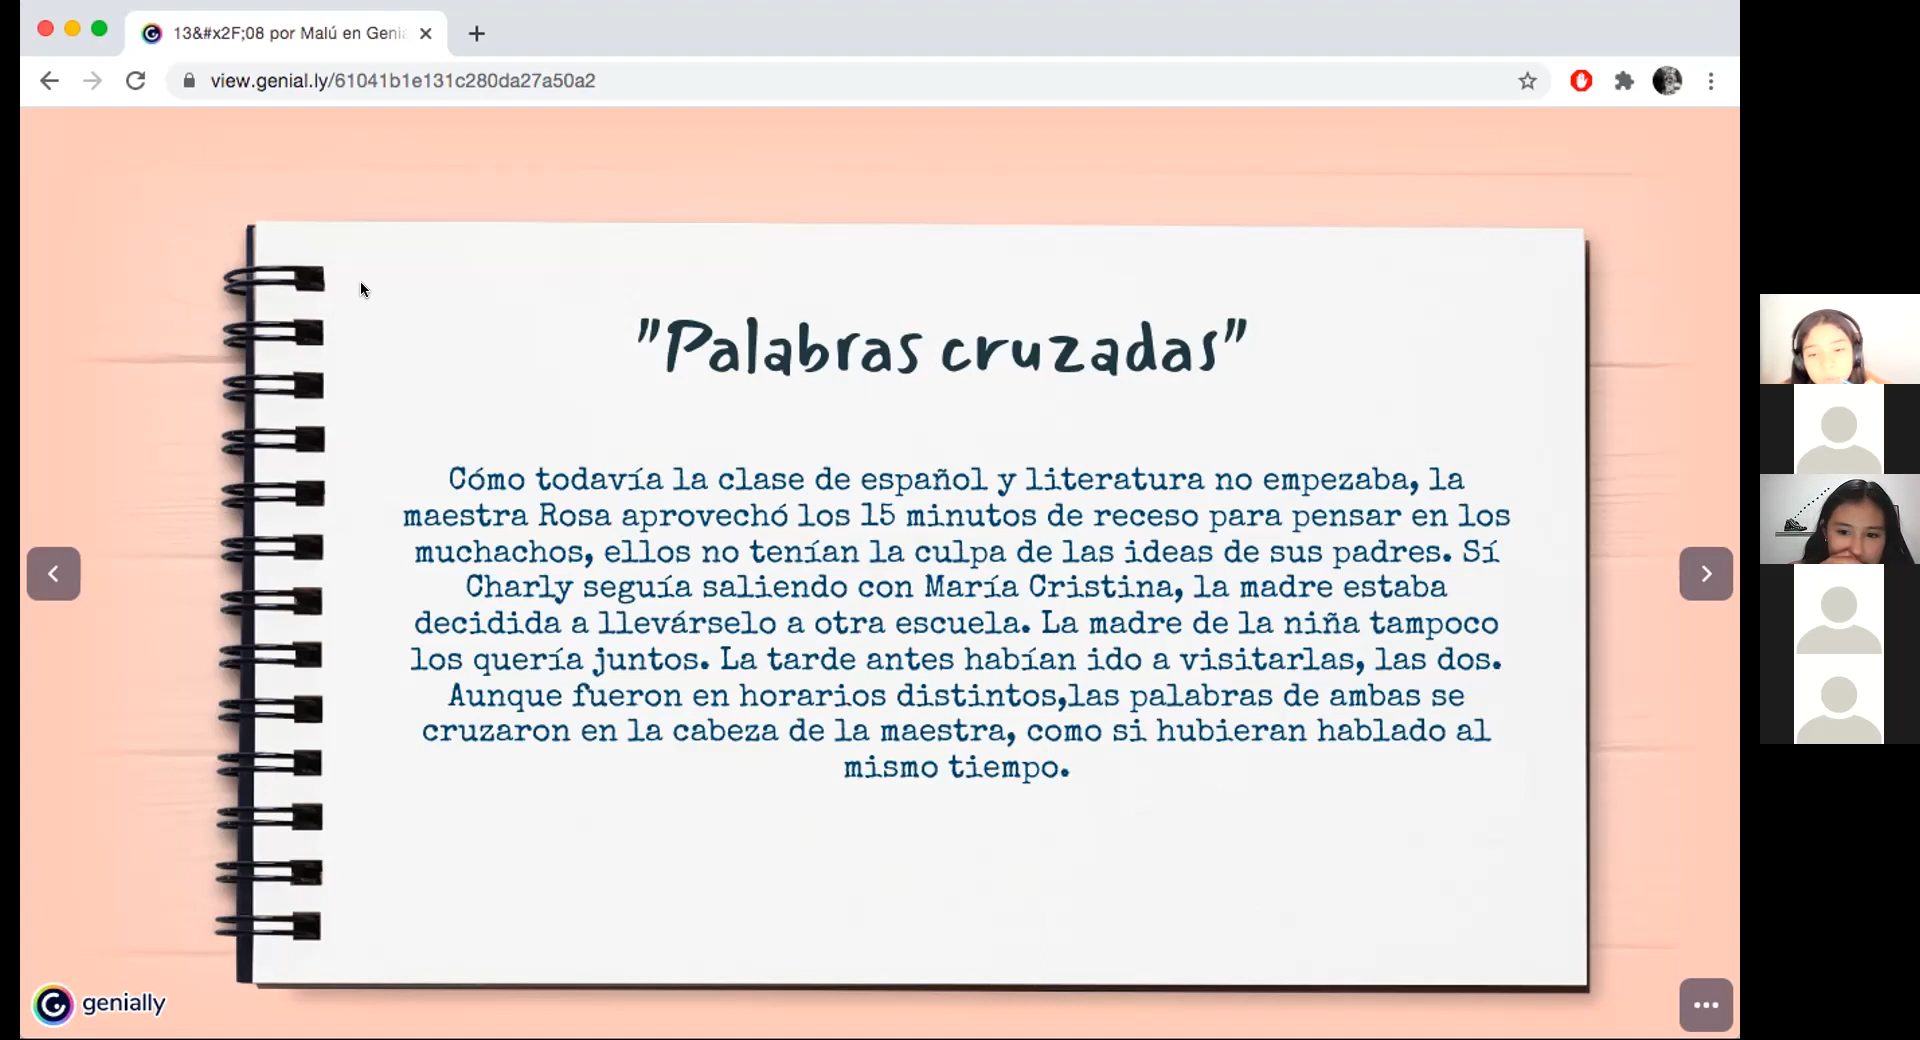 13&#x2F;08 por Malú en Genia
view.genial.ly/61041b1e131c280da27a50a2
"Palabras cruzadas"
Cómo todavía la clase de español y literatura no empezaba, la
maestra Rosa aprovechó los 15 minutos de receso para pensar en los
muchachos, ellos no tenían la culpa de las ideas de sus padres. Sí
Charly seguía saliendo con María Cristina, la madre estaba
decidida a llevárselo a otra escuela. La madre de la niña tampoco
los quería juntos. La tarde antes habían ido a visitarlas, las dos.
Aunque fueron en horarios distintos,las palabras de ambas se
cruzaron en la cabeza de la maestra, como si hubieran hablado al
mismo tiempo.
genially